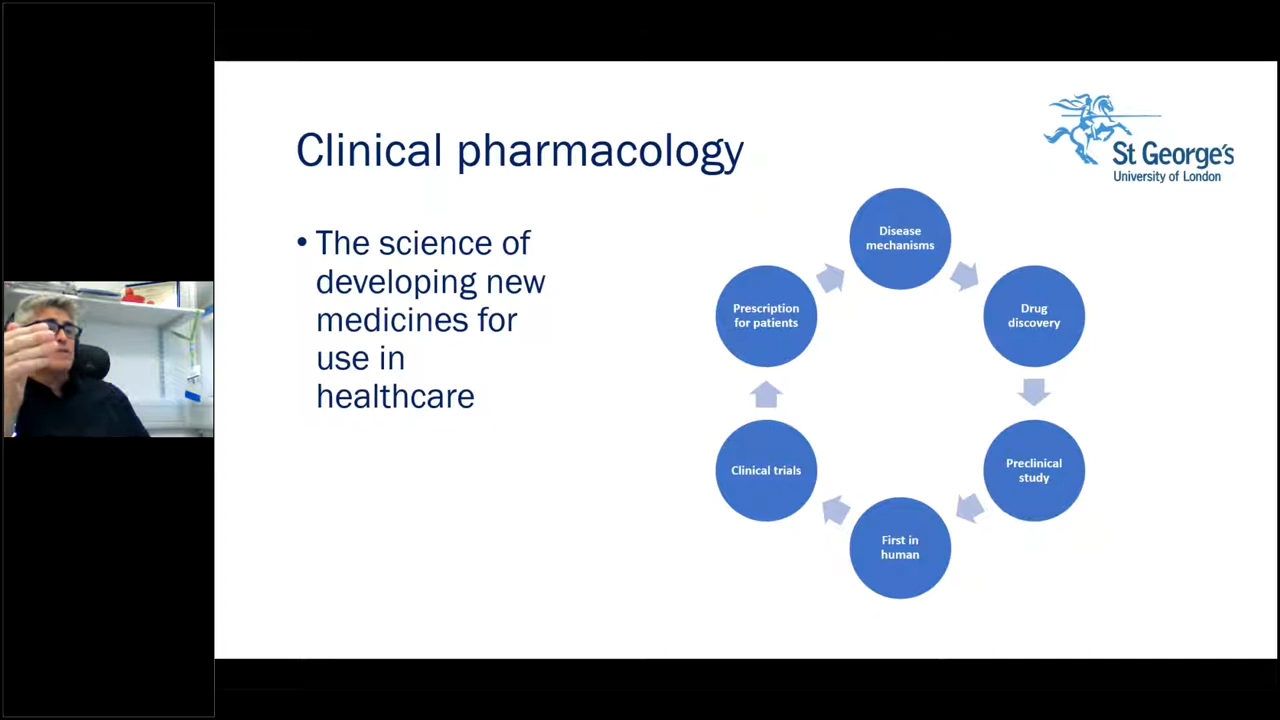 Clinical pharmacology
St George's
University of London
• The science of
developing new
medicines for
use in
healthcare
Disease
mechanisms
Drug
discovery
Preclinical
study
First in
human
Clinical trials
Prescription
for patients